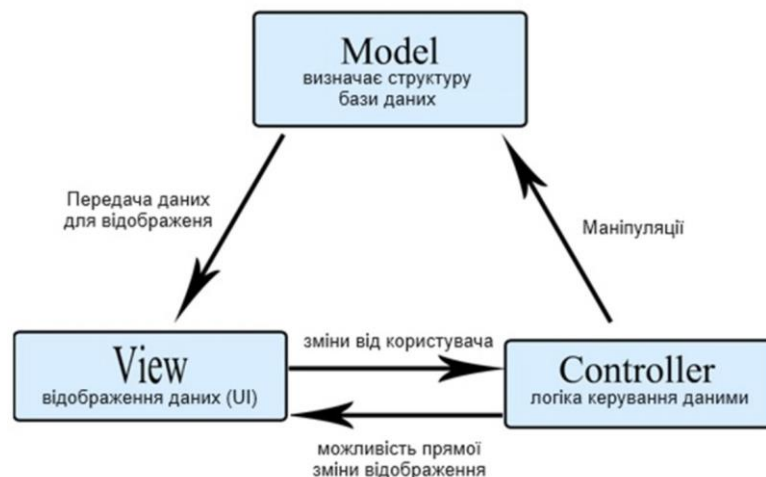 Model
визначає структуру
бази даних
Передача даних
для відображеня
Маніпуляції
View
відображення даних (UI)
зміни від користувача
Controller
логіка керування даними
можливість прямої
зміни відображення